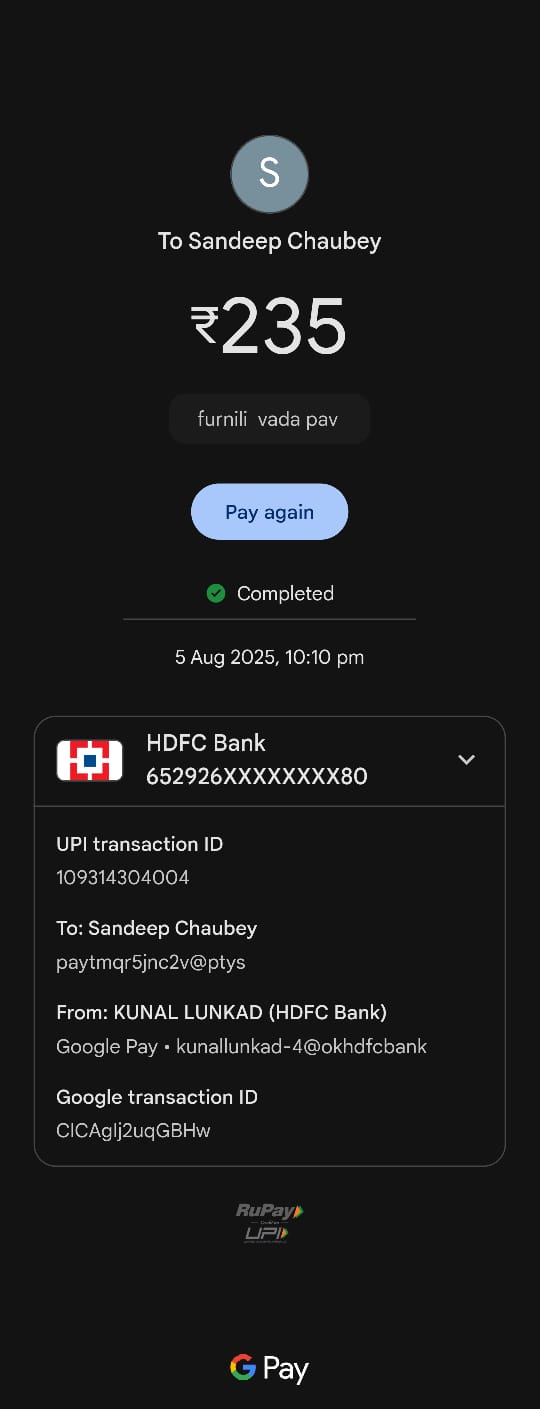 S
To Sandeep Chaubey
₹235
furnili vada pav
Pay again
Completed
5 Aug 2025, 10:10 pm
HDFC Bank
652926XXXXXXXX80
UPI transaction ID
109314304004
To: Sandeep Chaubey
paytmqr5jnc2v@ptys
From: KUNAL LUNKAD (HDFC Bank)
Google Pay • kunallunkad-4@okhdfcbank
Google transaction ID
CICAgIj2uqGBHw
RuPay
UPI
G Pay